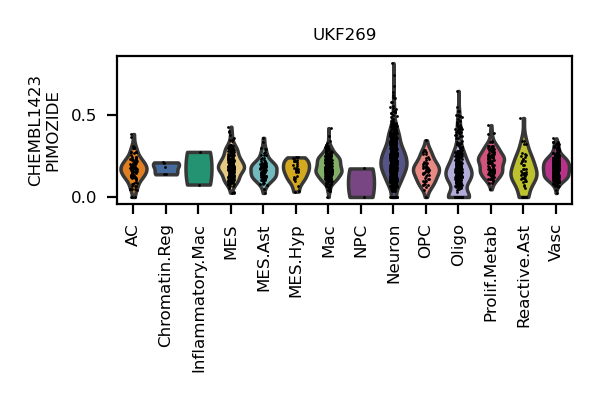 UKF269
CHEMBL1423
PIMOZIDE
0.5
0.0
AC
Chromatin.Reg
Inflammatory.Mac
MES
MES.Ast
MES.Hyp
Mac
NPC
Neuron
OPC
Oligo
Prolif.Metab
Reactive.Ast
Vasc